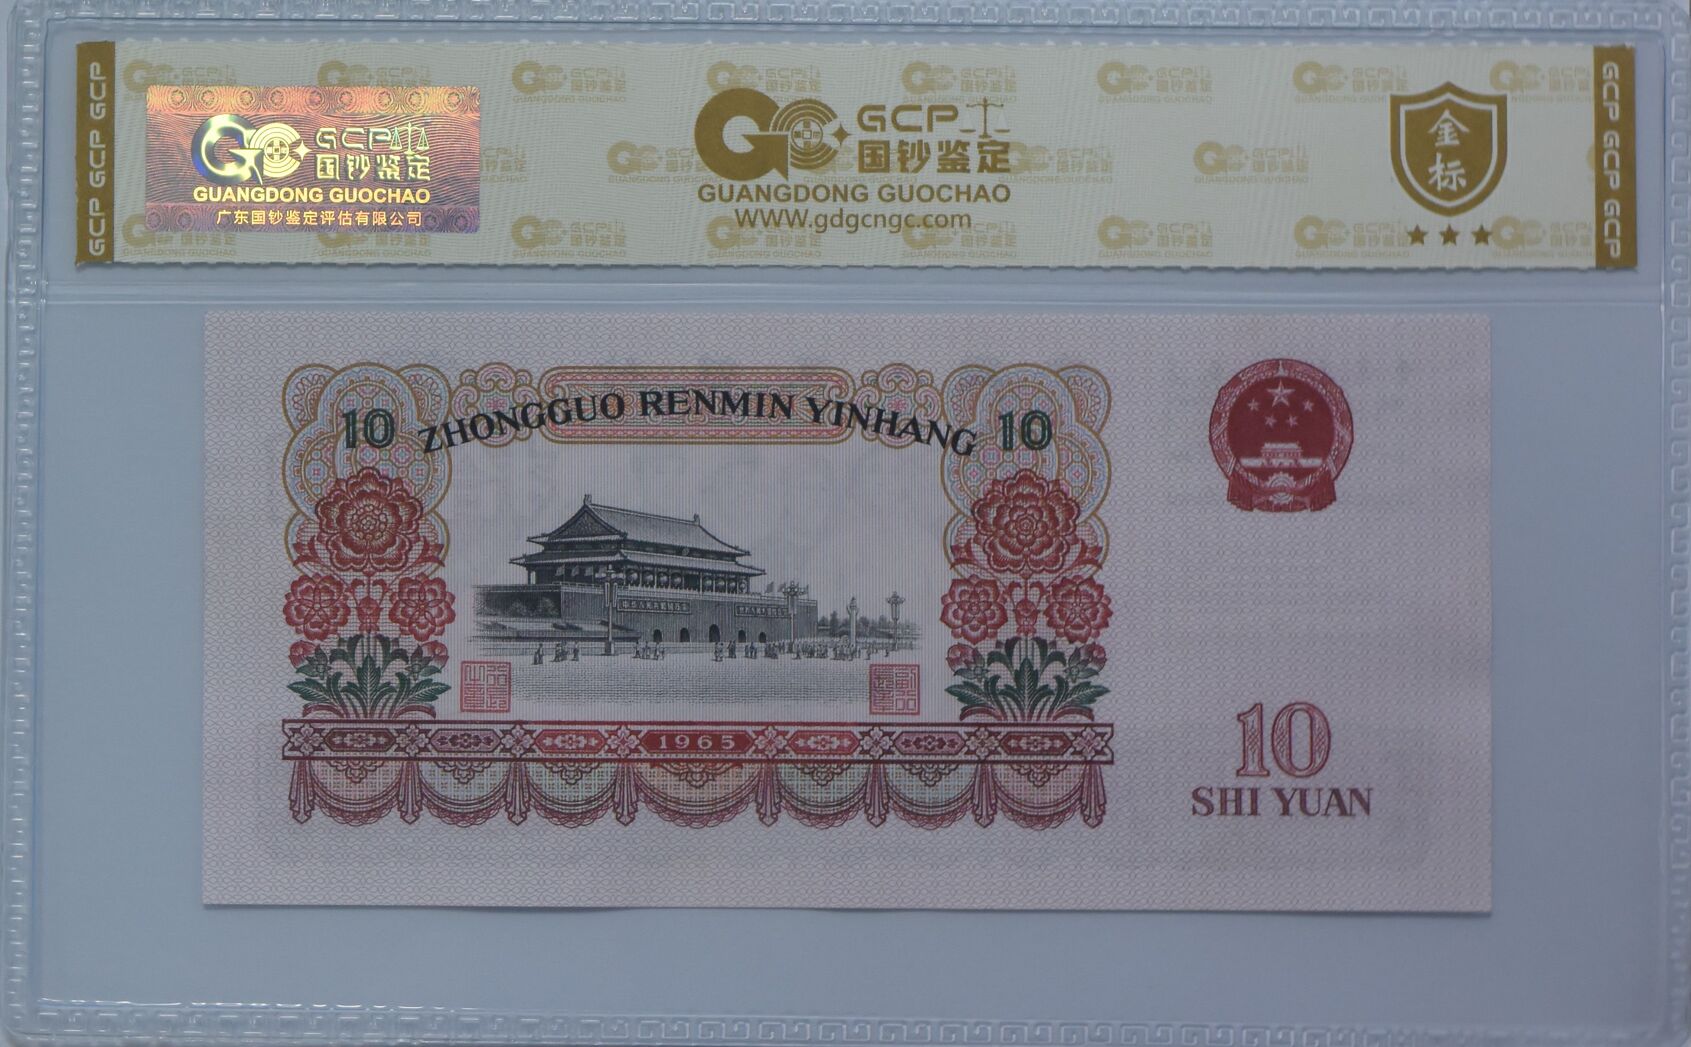 GCP GCP GCP
GCP
国钞鉴定
GUANGDONG GUOCHAO
广东国钞鉴定评估有限公司
GCP
国钞鉴定
GUANGDONG GUOCHAO
WWW.gdgcngc.com
金标
GCP GCP GCP
10 ZHONGGUO RENMIN YINHANG 10
1965
10
SHI YUAN